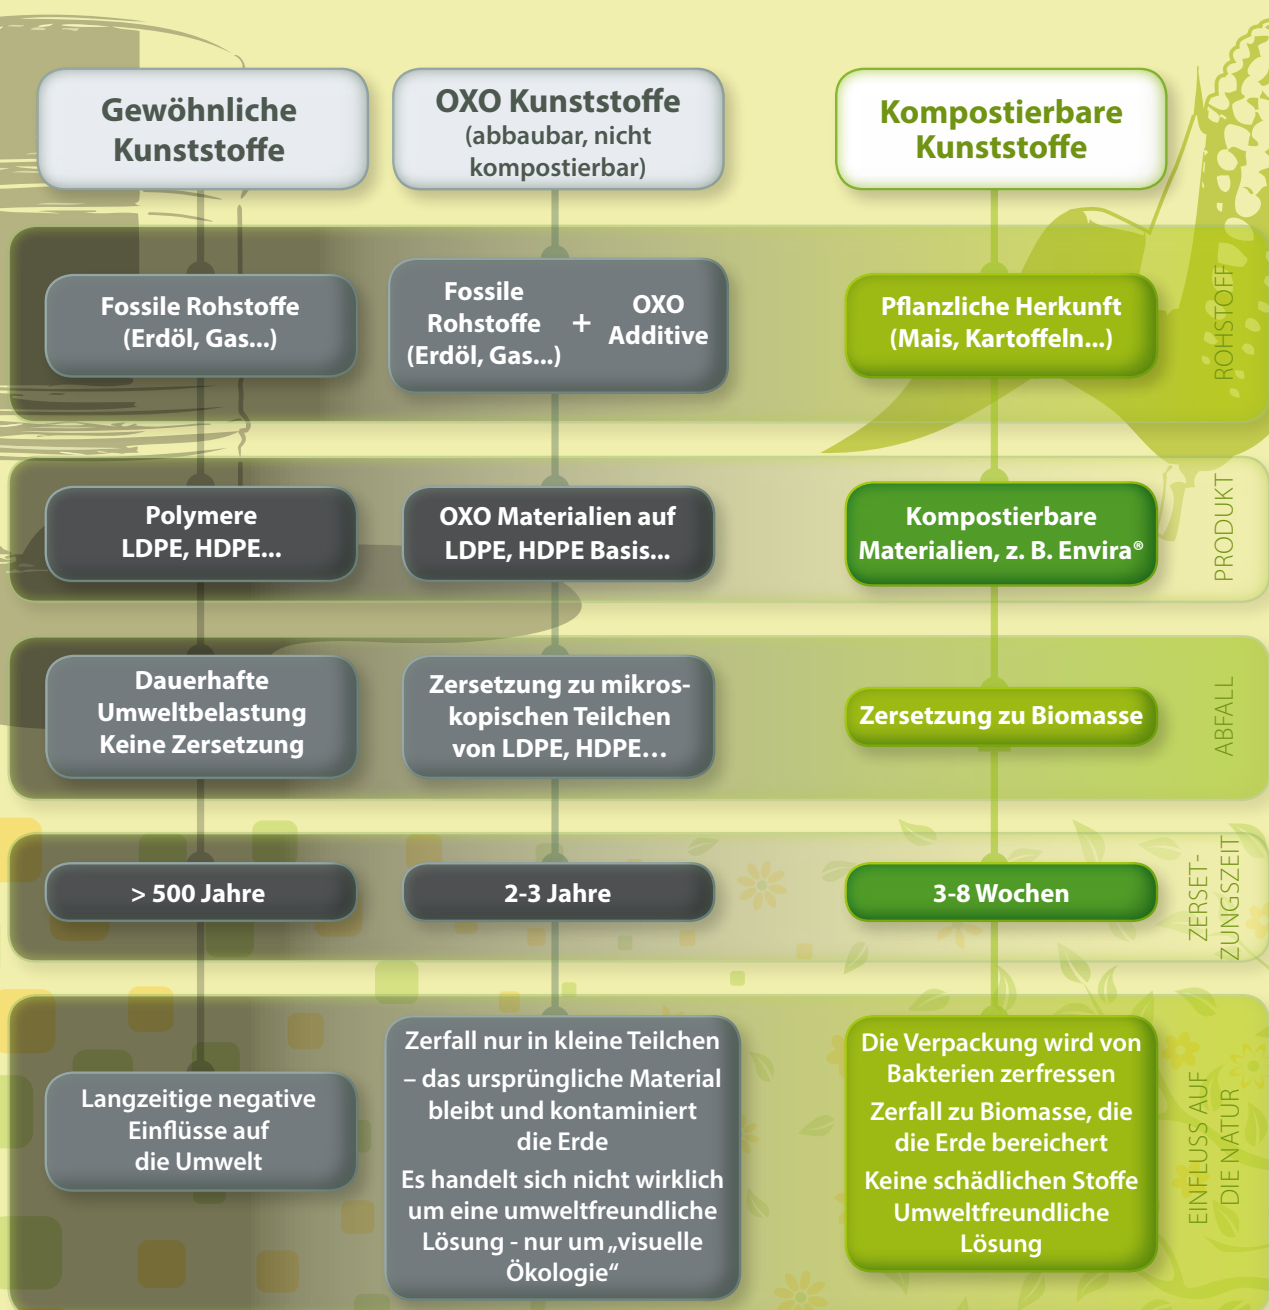 Gewöhnliche
Kunststoffe
OXO Kunststoffe
(abbaubar, nicht
kompostierbar)
Kompostierbare
Kunststoffe
Fossile Rohstoffe
(Erdöl, Gas...)
Fossile
Rohstoffe
(Erdöl, Gas...)
+
OXO
Additive
Pflanzliche Herkunft
(Mais, Kartoffeln...)
ROHSTOFF
Polymere
LDPE, HDPE...
OXO Materialien auf
LDPE, HDPE Basis...
Kompostierbare
Materialien, z. B. Envira®
PRODUKT
Dauerhafte
Umweltbelastung
Keine Zersetzung
Zersetzung zu mikros-
kopischen Teilchen
von LDPE, HDPE…
Zersetzung zu Biomasse
ABFALL
> 500 Jahre
2-3 Jahre
3-8 Wochen
ZERSET-
ZUNGSZEIT
Langzeitige negative
Einflüsse auf
die Umwelt
Zerfall nur in kleine Teilchen
– das ursprüngliche Material
bleibt und kontaminiert
die Erde
Es handelt sich nicht wirklich
um eine umweltfreundliche
Lösung - nur um „visuelle
Ökologie“
Die Verpackung wird von
Bakterien zerfressen
Zerfall zu Biomasse, die
die Erde bereichert
Keine schädlichen Stoffe
Umweltfreundliche
Lösung
EINFLUSS AUF
DIE NATUR